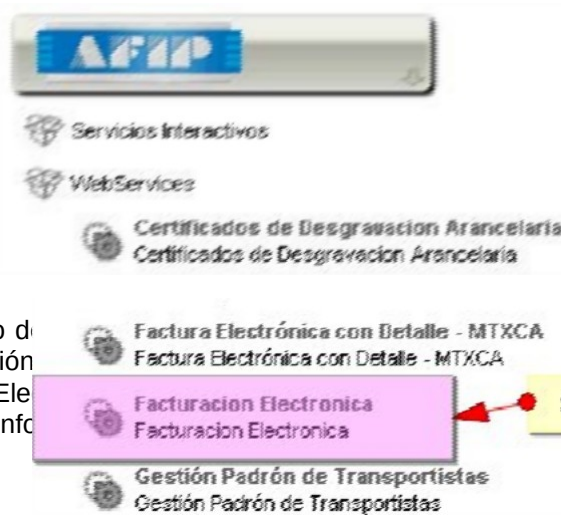 AFIP
Servicios Interactivos
WebServices
Certificados de Desgravacion Arancelaria
Certificados de Desgravacion Arancelaria
Factura Electrónica con Detalle - MTXCA
Factura Electrónica con Detalle - MTXCA
Facturacion Electronica
Facturacion Electronica
Gestión Padrón de Transportistas
Gestión Padrón de Transportistas